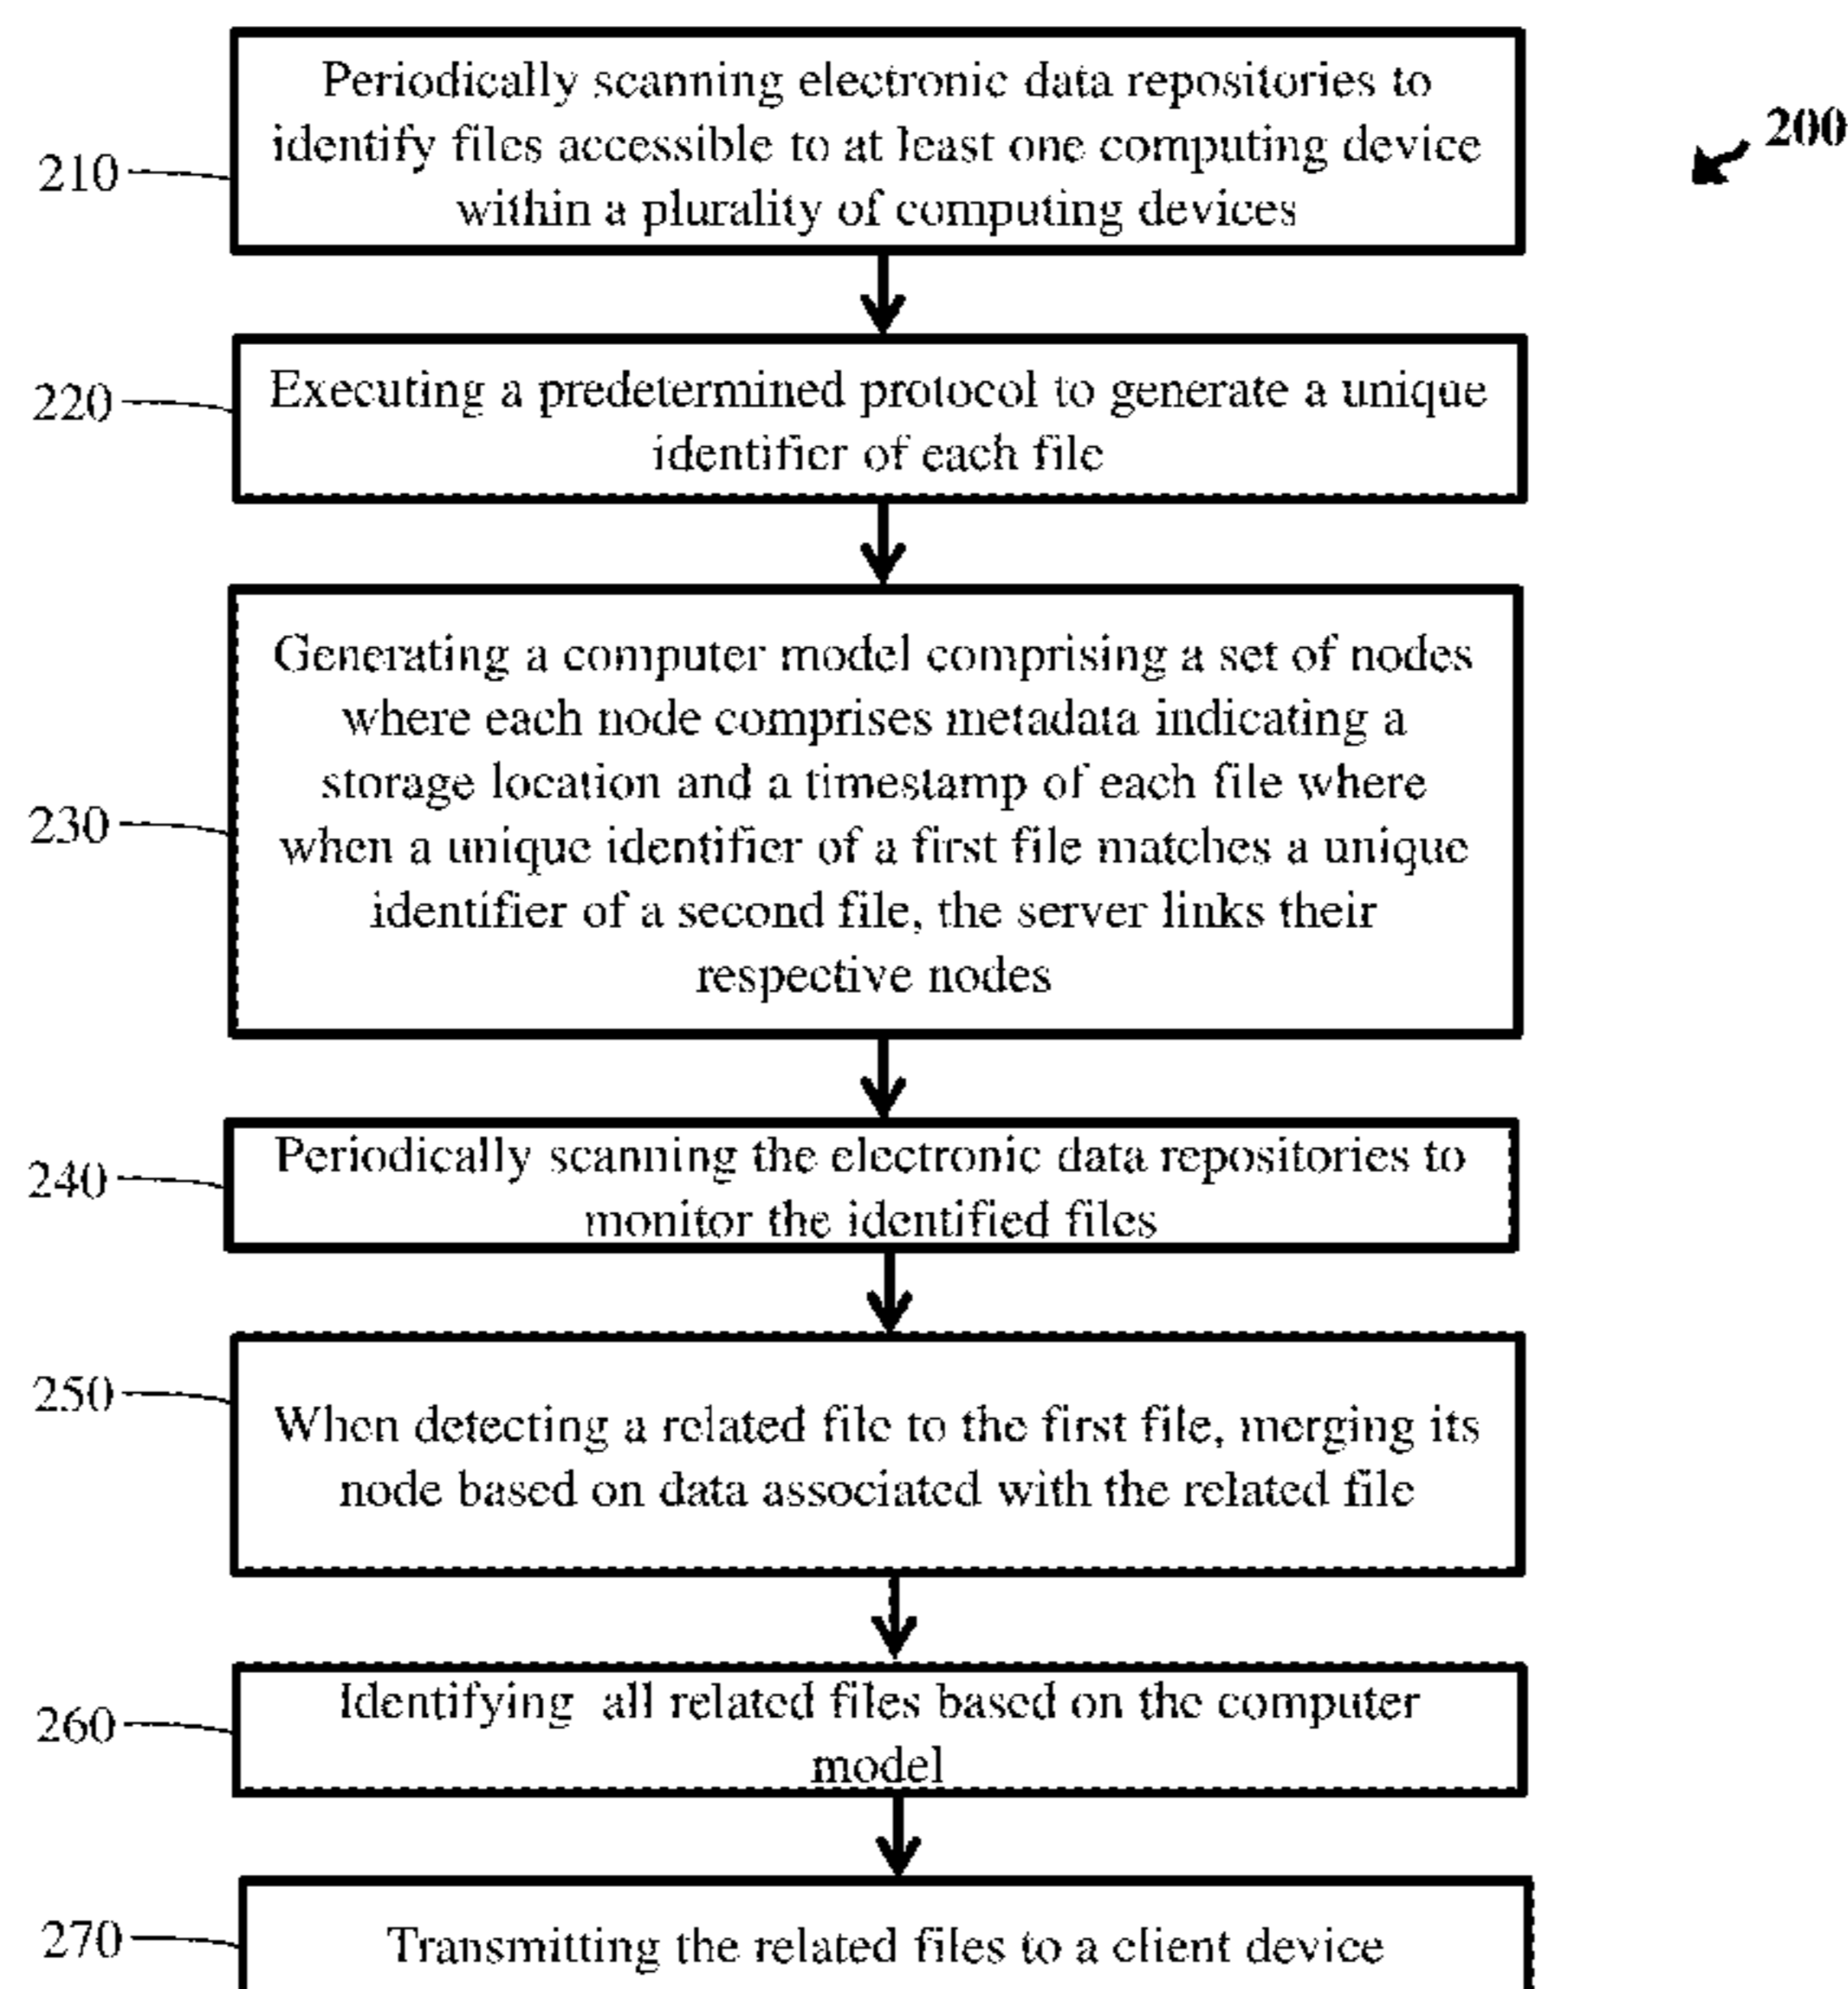 Periodically scanning electronic data repositories to
identify files accessible to at least one computing device
within a plurality of computing devices
200
210
Executing a predetermined protocol to generate a unique
identifier of each file
220
Generating a computer model comprising a set of nodes
where each node comprises metadata indicating a
storage location and a timestamp of each file where
when a unique identifier of a first file matches a unique
identifier of a second file, the server links their
respective nodes
230
Periodically scanning the electronic data repositories to
monitor the identified files
240
When detecting a related file to the first file, merging its
node based on data associated with the related file
250
Identifying all related files based on the computer
model
260
Transmitting the related files to a client device
270